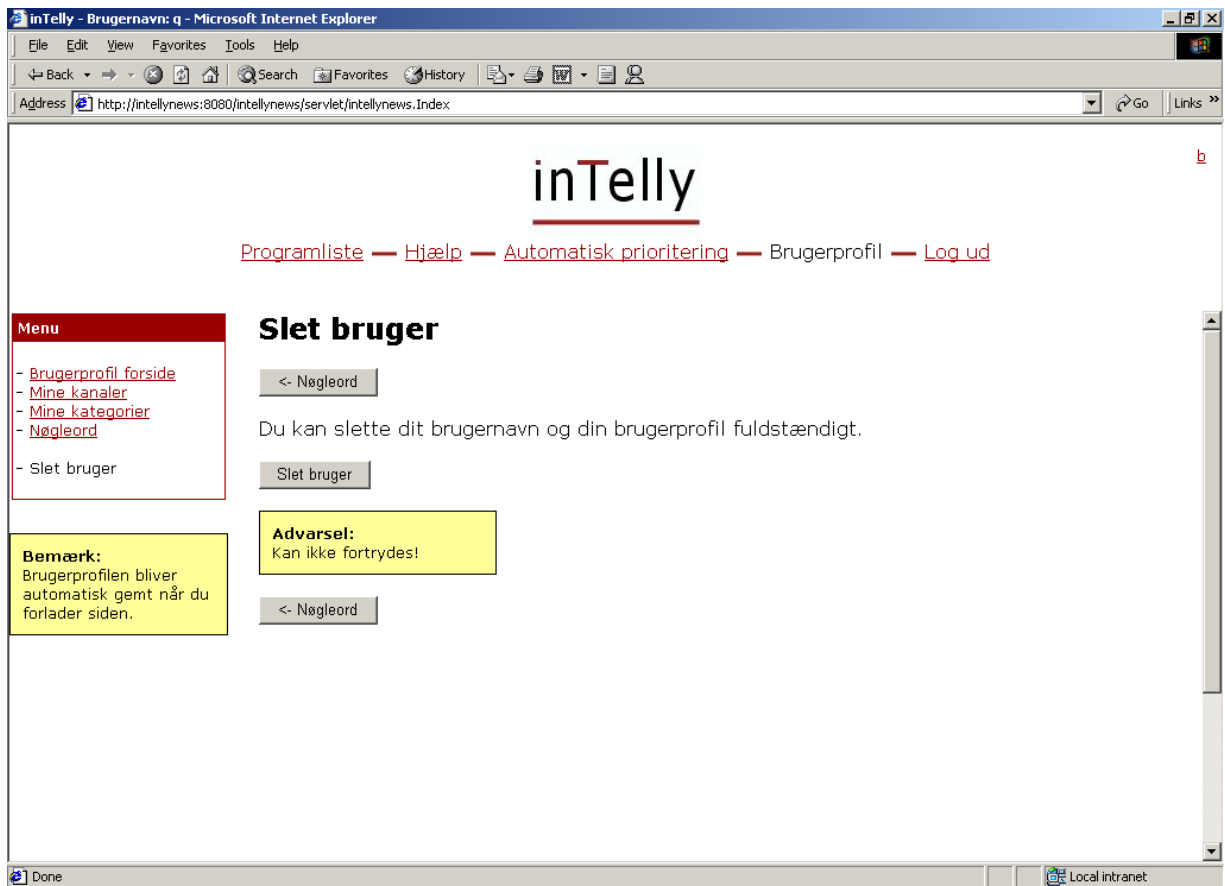 inTelly - Brugernavn: q - Microsoft Internet Explorer
File Edit View Favorites Tools Help
Back Search Favorites History
Address http://intellynews:8080/intellynews/servlet/intellynews.Index Go Links »
b
inTelly
Programliste — Hjælp — Automatisk prioritering — Brugerprofil — Log ud
Menu
- Brugerprofil forside
- Mine kanaler
- Mine kategorier
- Nøgleord
- Slet bruger
Bemærk:
Brugerprofilen bliver
automatisk gemt når du
forlader siden.
Slet bruger
<- Nøgleord
Du kan slette dit brugernavn og din brugerprofil fuldstændigt.
Slet bruger
Advarsel:
Kan ikke fortrydes!
<- Nøgleord
Done Local intranet